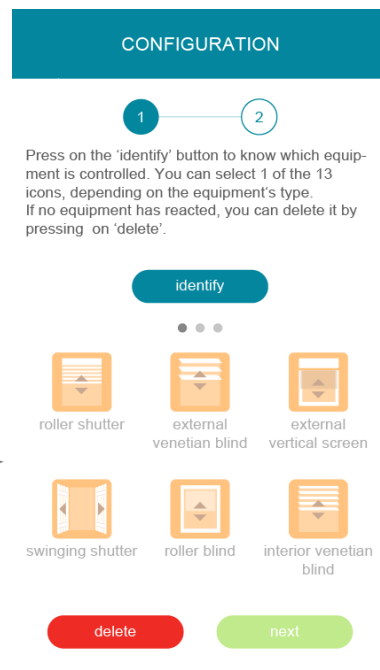 CONFIGURATION
1 2
Press on the ‘identify’ button to know which equip-
ment is controlled. You can select 1 of the 13
icons, depending on the equipment’s type.
If no equipment has reacted, you can delete it by
pressing on ‘delete’.
identify
roller shutter
external
venetian blind
external
vertical screen
swinging shutter
roller blind
interior venetian
blind
delete
next